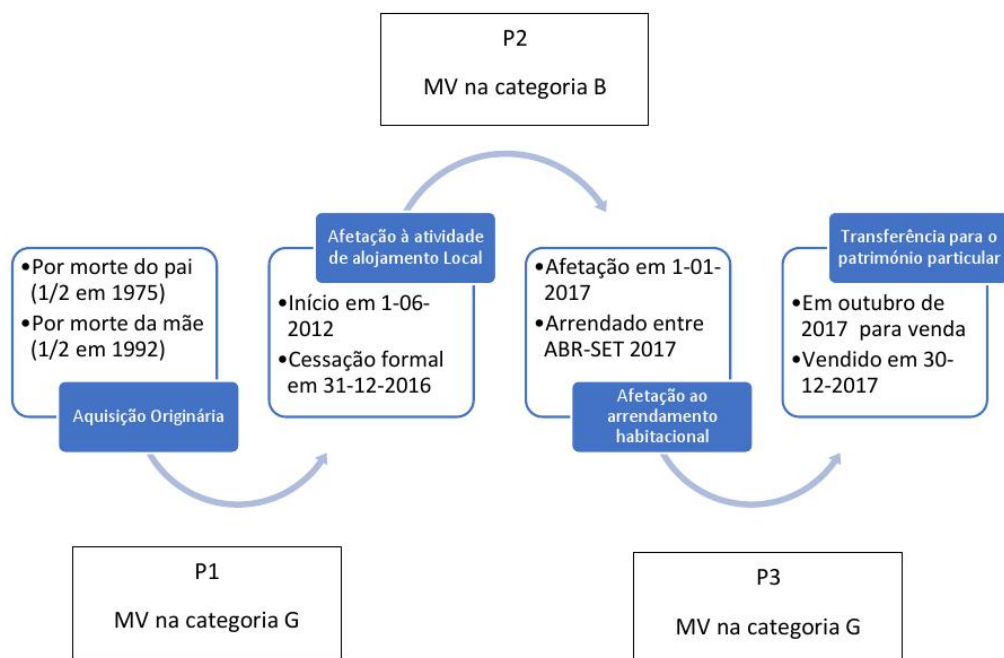 P2
MV na categoria B
•Por morte do pai
(1/2 em 1975)
•Por morte da mãe
(1/2 em 1992)
Aquisição Originária
Afetação à atividade
de alojamento Local
•Início em 1-06-
2012
•Cessação formal
em 31-12-2016
•Afetação em 1-01-
2017
•Arrendado entre
ABR-SET 2017
Afetação ao
arrendamento
habitacional
Transferência para o
património particular
•Em outubro de
2017 para venda
•Vendido em 30-
12-2017
P1
MV na categoria G
P3
MV na categoria G